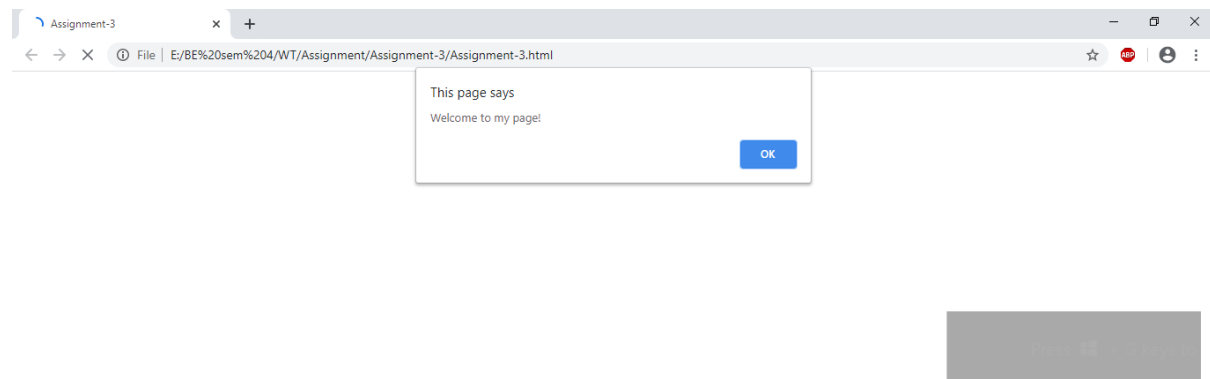 Assignment-3
File | E:/BE%20sem%204/WT/Assignment/Assignment-3/Assignment-3.html
ABP
This page says
Welcome to my page!
OK